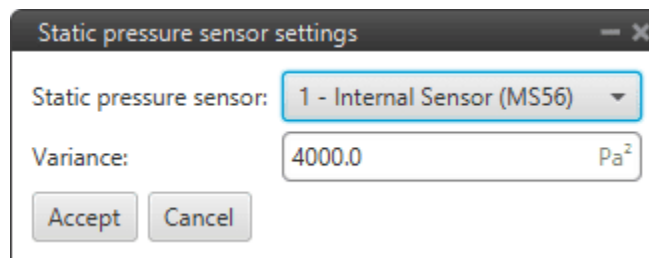 Static pressure sensor settings
Static pressure sensor: 1 - Internal Sensor (MS56)
Variance: 4000.0 Pa²
Accept Cancel